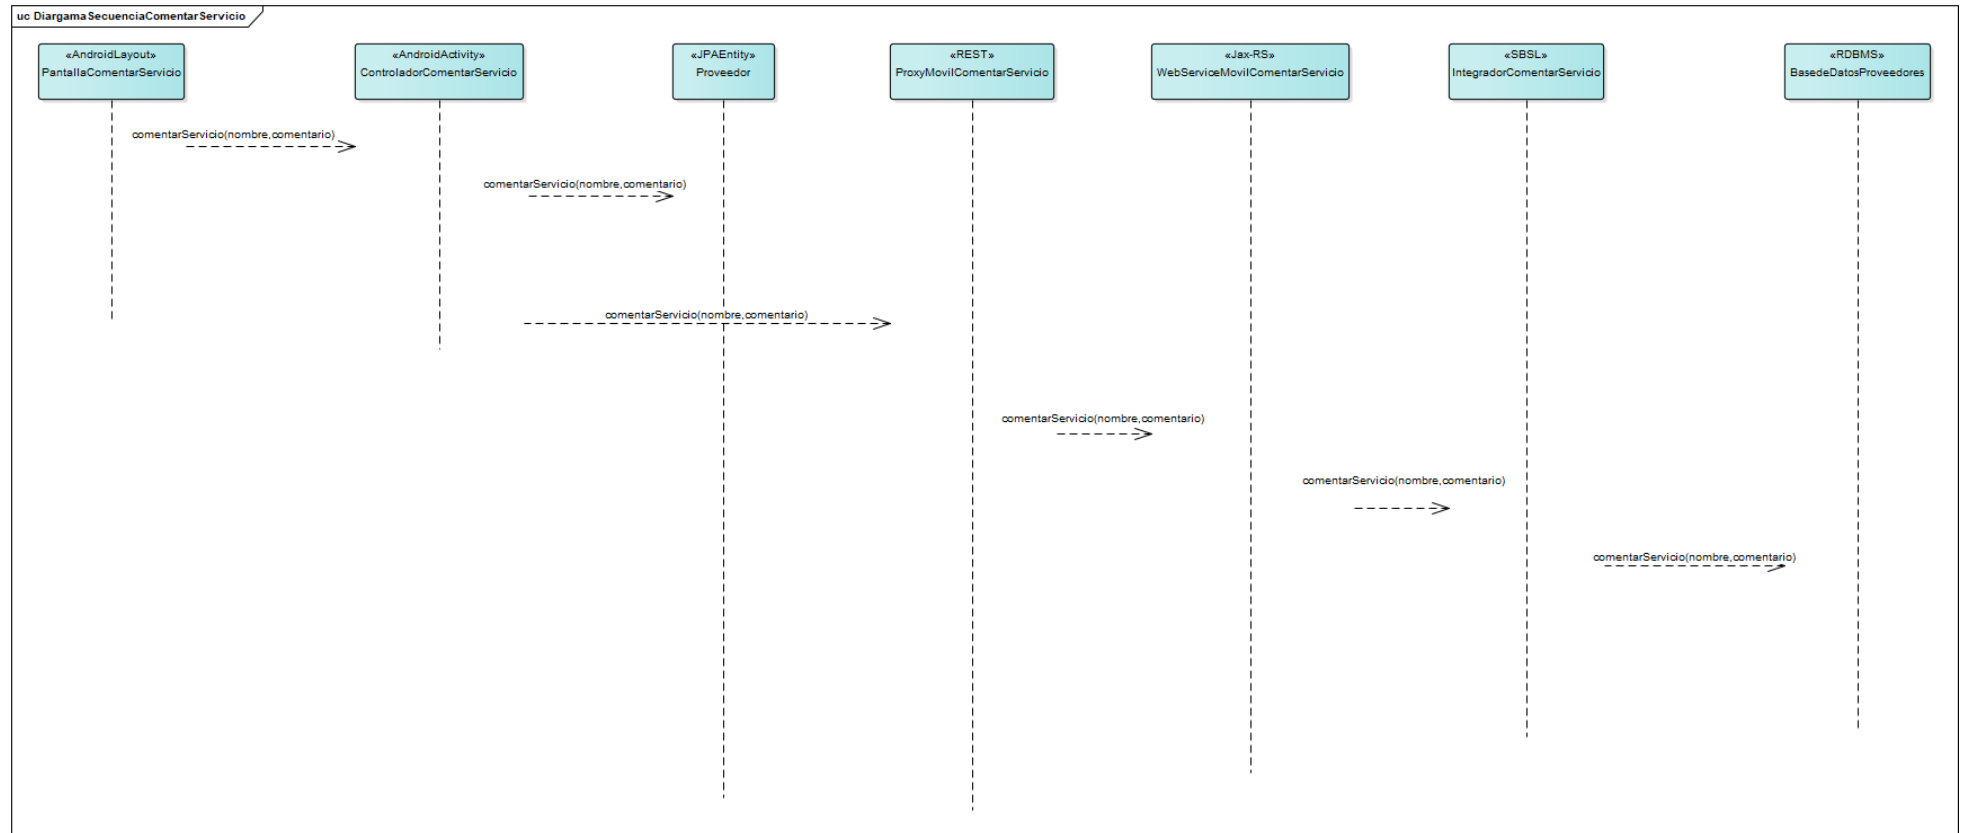 uc DiargamaSecuenciaComentarServicio
«AndroidLayout»
PantallaComentarServicio
«AndroidActivity»
ControladorComentarServicio
«JPAEntity»
Proveedor
«REST»
ProxyMovilComentarServicio
«Jax-RS»
WebServiceMovilComentarServicio
«SBSL»
IntegradorComentarServicio
«RDBMS»
BasedeDatosProveedores
comentarServicio(nombre,comentario)
comentarServicio(nombre,comentario)
comentarServicio(nombre,comentario)
comentarServicio(nombre,comentario)
comentarServicio(nombre,comentario)
comentarServicio(nombre,comentario)